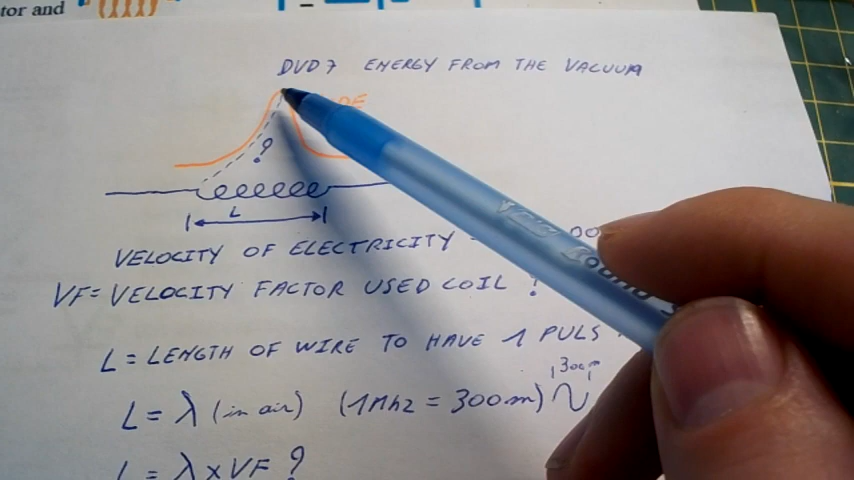 tor and
DVD7 ENERGY FROM THE VACUUM
?
L
VELOCITY OF ELECTRICITY
VF = VELOCITY FACTOR USED COIL ?
L = LENGTH OF WIRE TO HAVE 1 PULS
L = λ (in air) (1Mhz = 300m) 300m
L = λ x VF ?